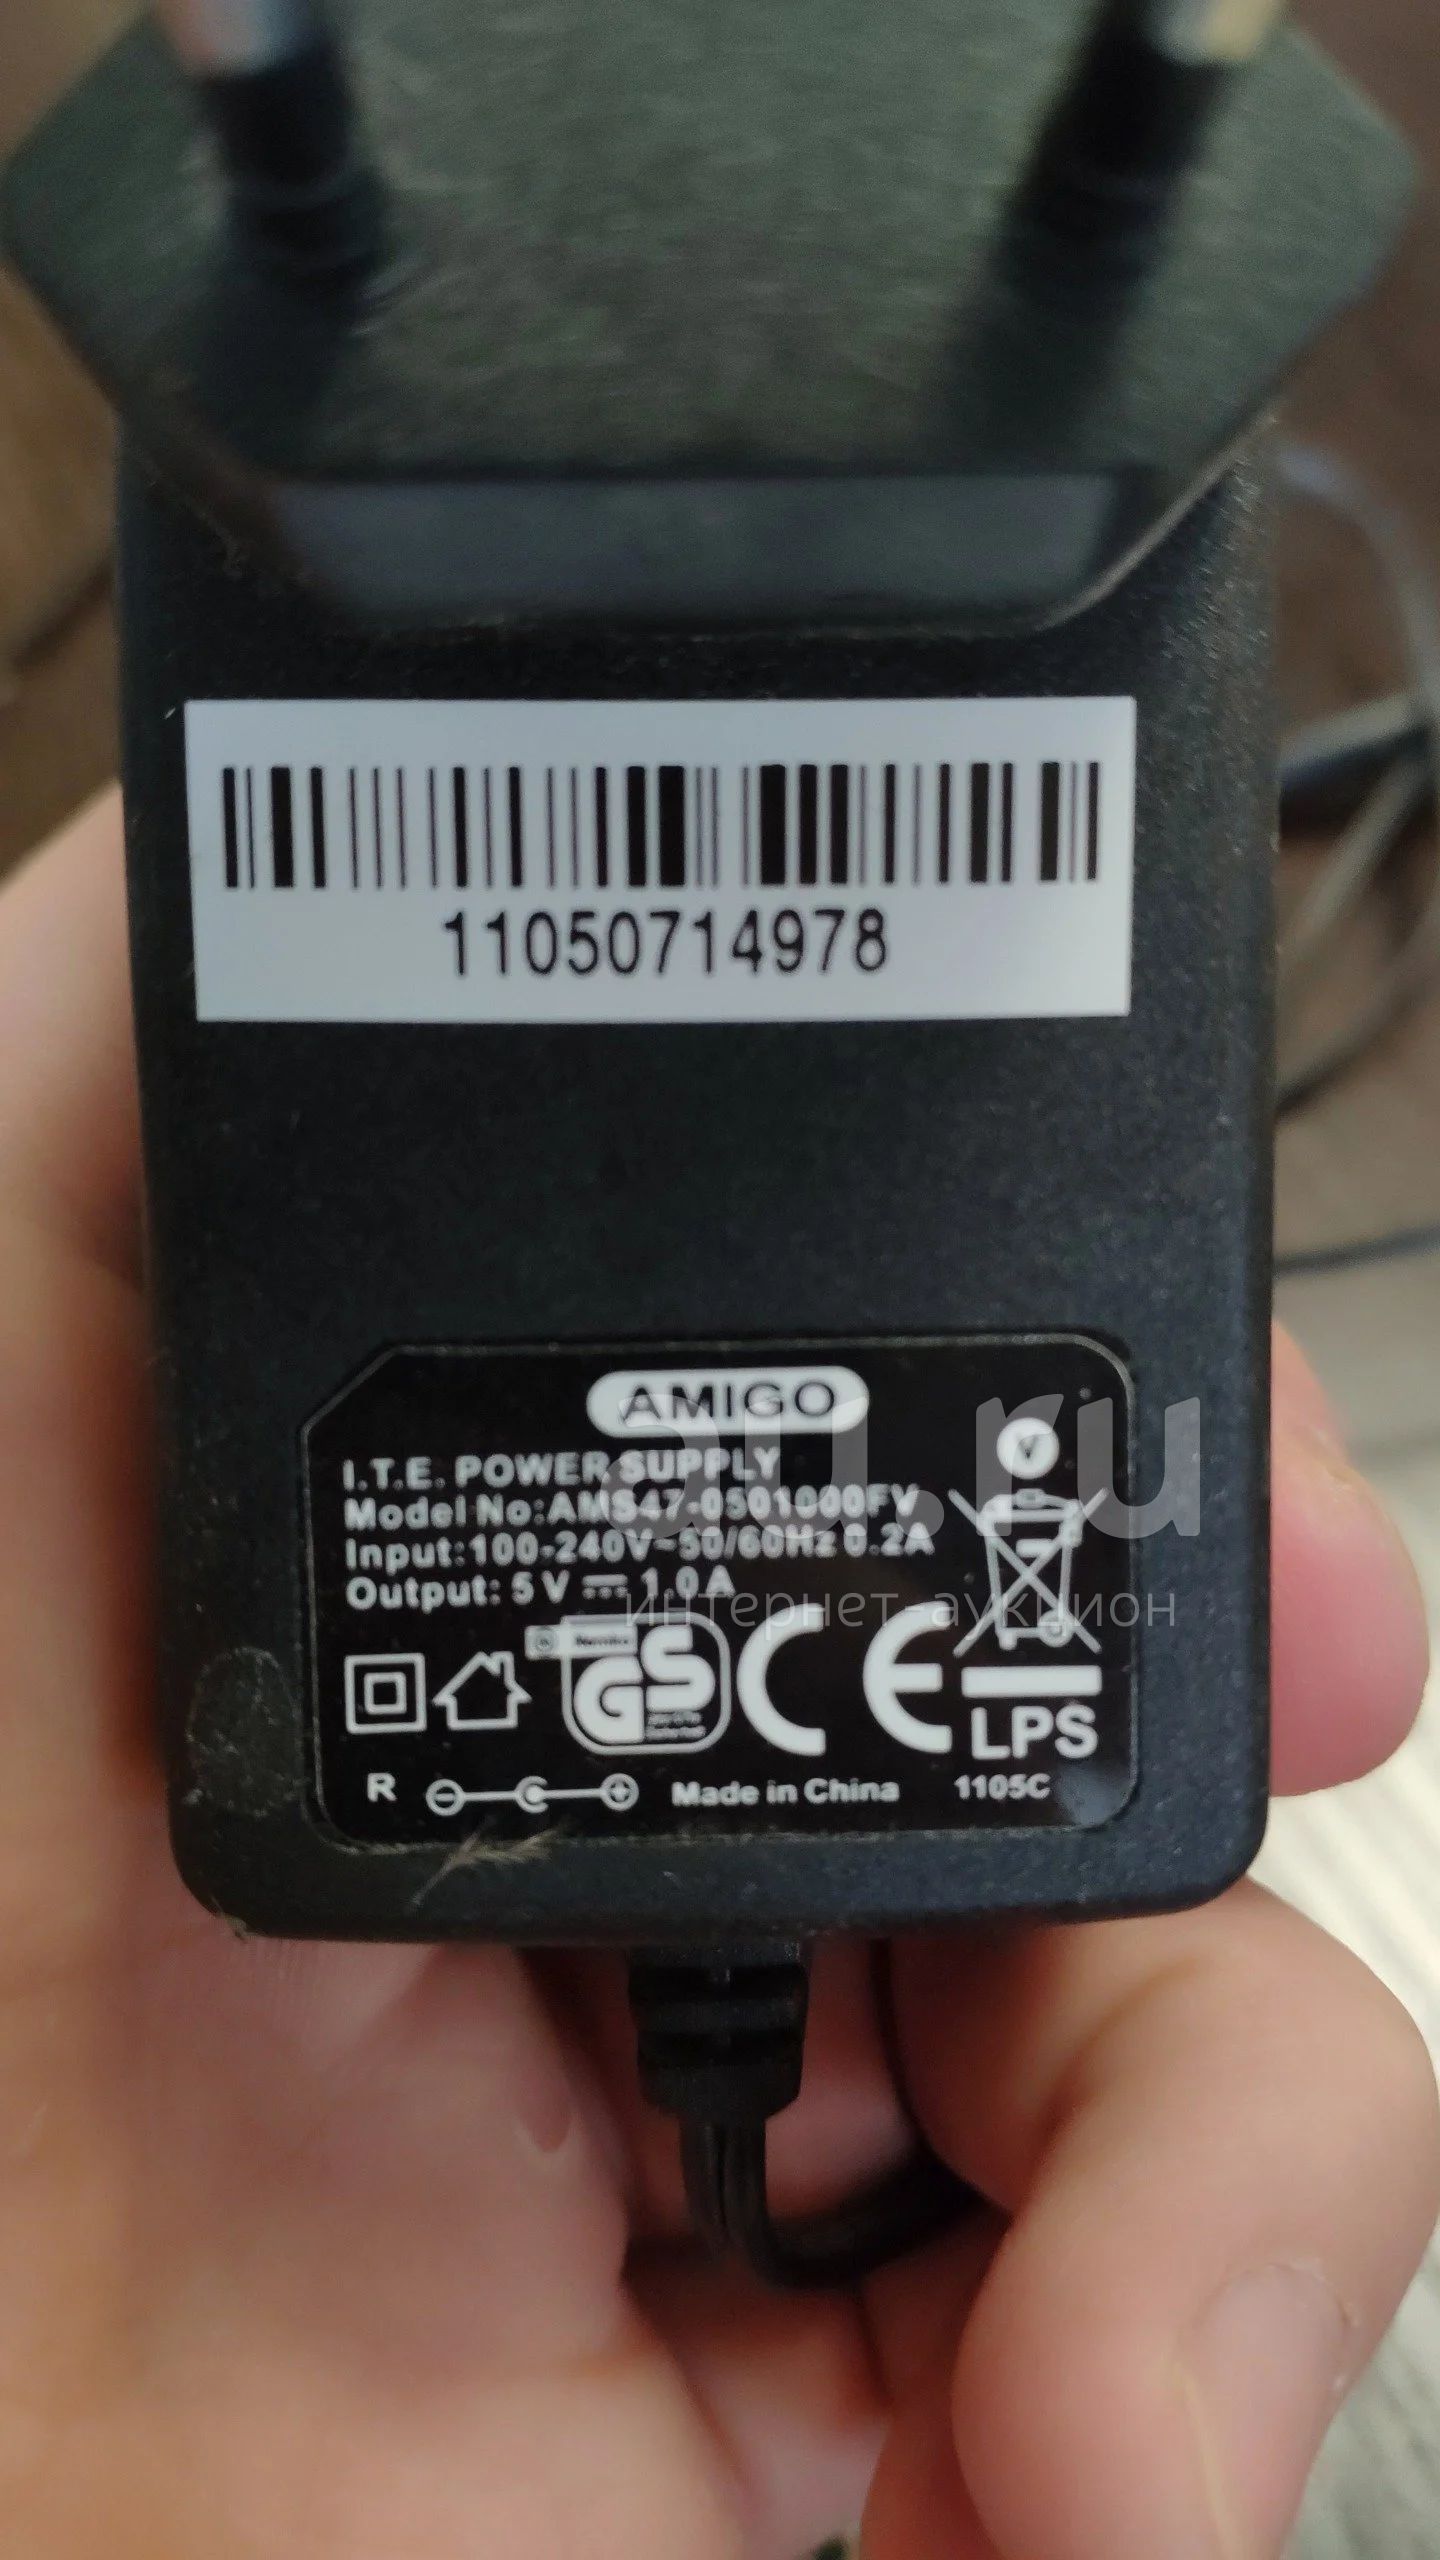 11050714978
AMIGO
I.T.E. POWER SUPPLY
V
Model No:AMS47-0501000FV
Input:100-240V~50/60Hz 0.2A
Output: 5V ⎓ 1.0A
au.ru
интернет-аукцион
GS
CE
LPS
R
Made in China
1105C